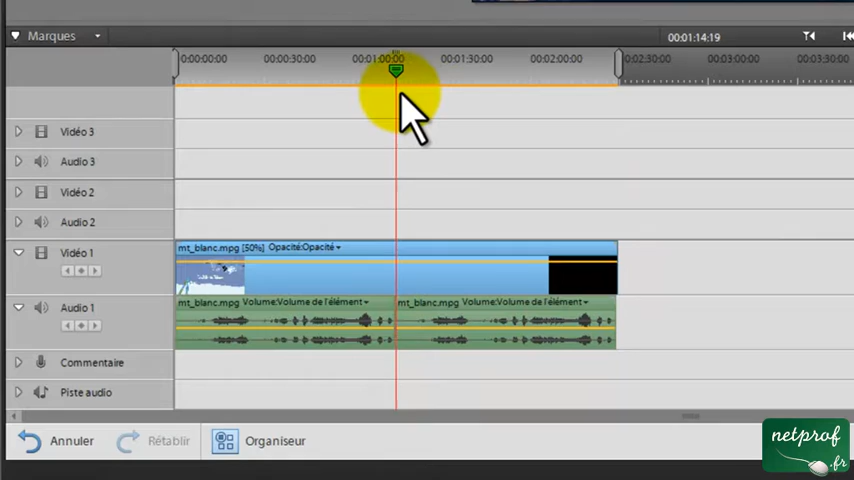 Marques
00:01:14:19
0:00:00:00 00:00:30:00 00:01:00:00 00:01:30:00 00:02:00:00 0:02:30:00 00:03:00:00 00:03:30:00
Vidéo 3
Audio 3
Vidéo 2
Audio 2
Vidéo 1
mt_blanc.mpg [50%] Opacité:Opacité
Audio 1
mt_blanc.mpg Volume:Volume de l'élément
mt_blanc.mpg Volume:Volume de l'élément
Commentaire
Piste audio
Annuler Rétablir Organiseur
netprof
.fr